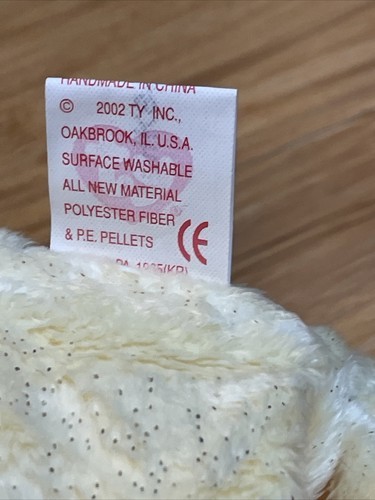 HANDMADE IN CHINA
© 2002 TY INC.,
OAKBROOK, IL. U.S.A.
SURFACE WASHABLE
ALL NEW MATERIAL
POLYESTER FIBER
& P.E. PELLETS CE